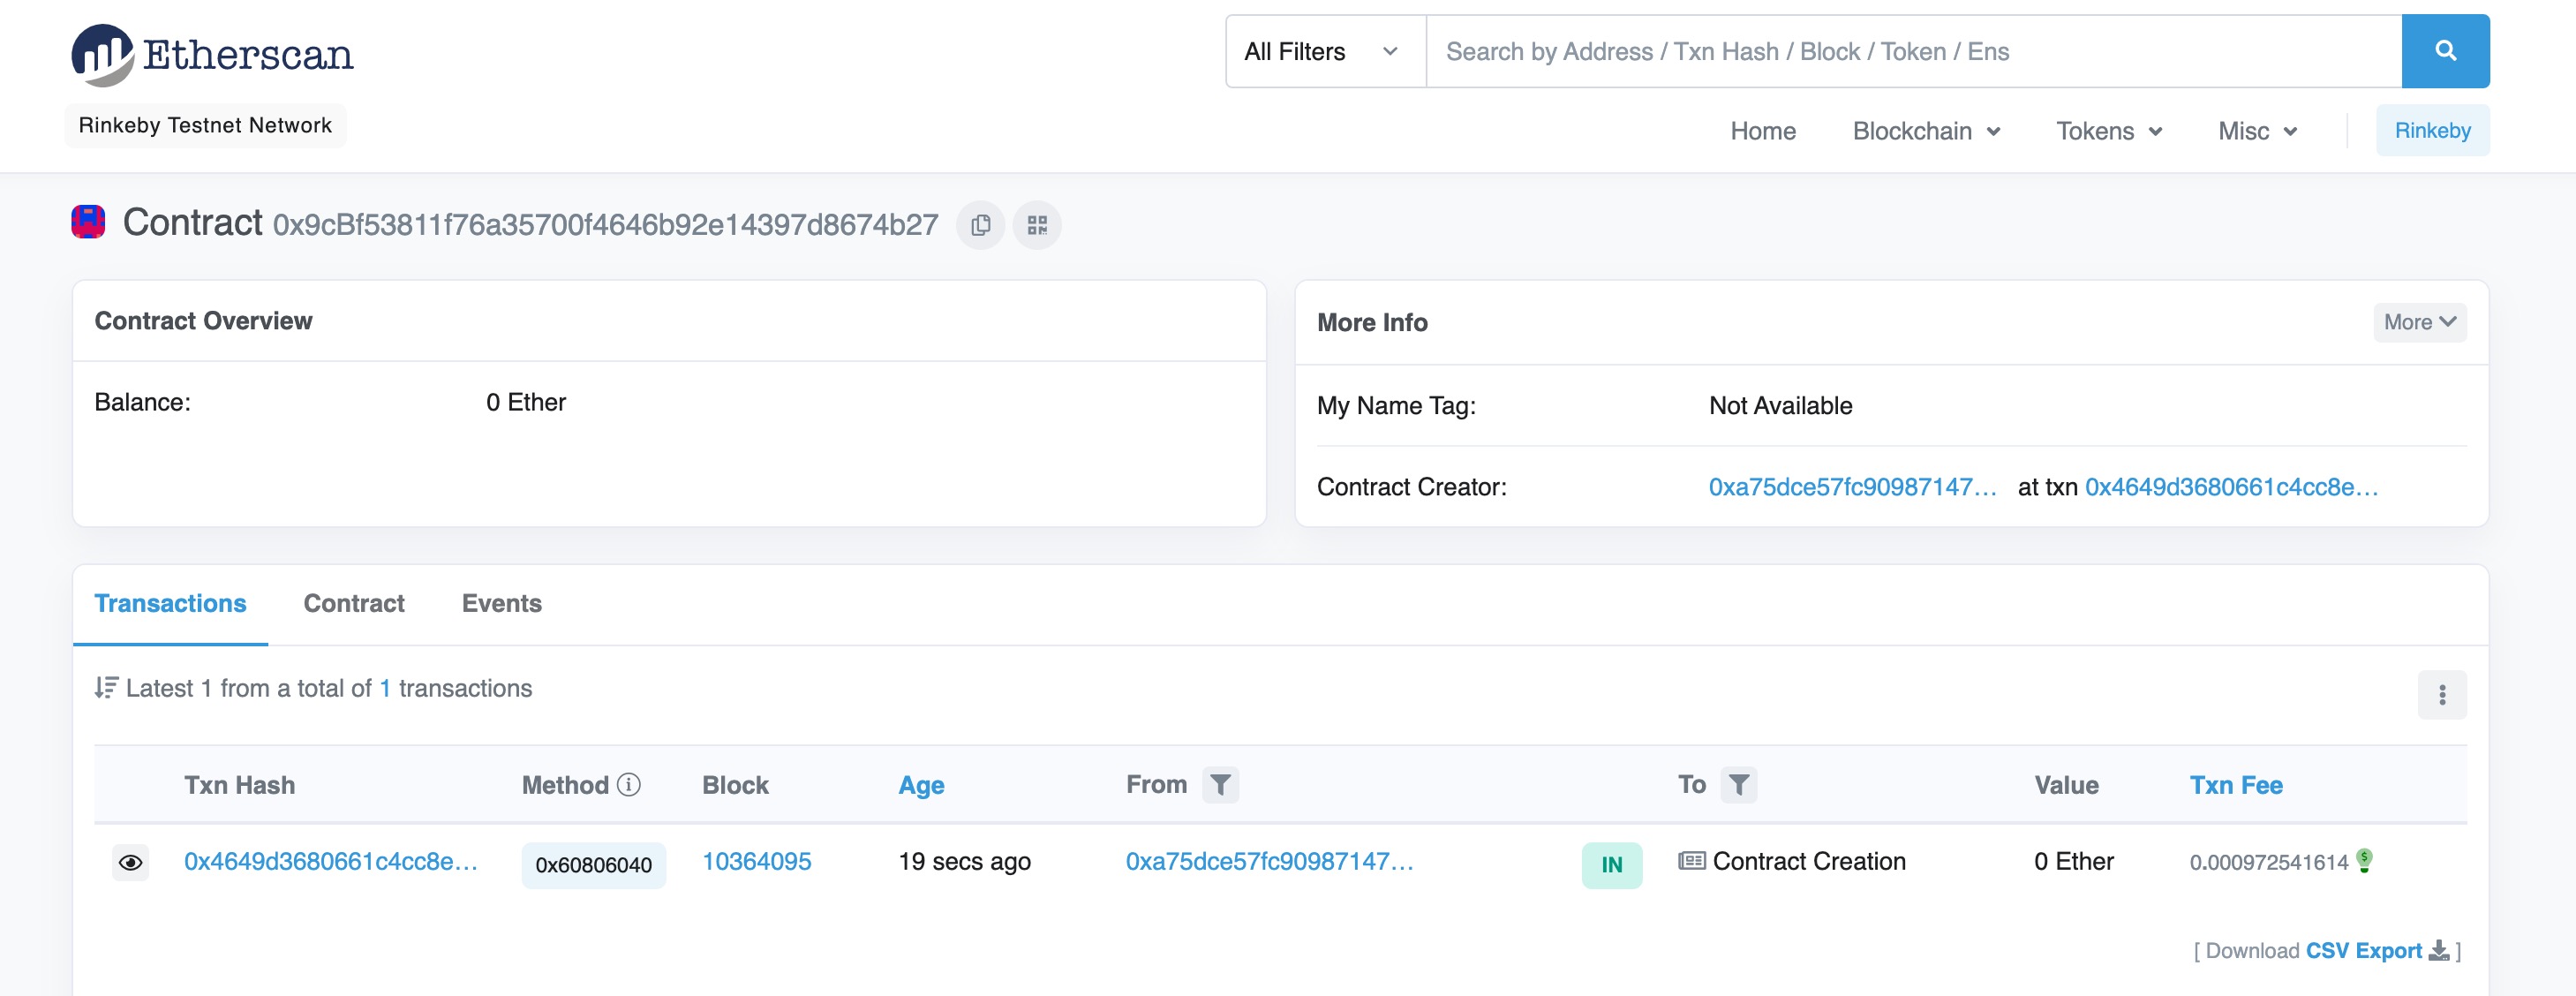 Etherscan
All Filters
Search by Address / Txn Hash / Block / Token / Ens
Rinkeby Testnet Network
Home Blockchain Tokens Misc Rinkeby
Contract 0x9cBf53811f76a35700f4646b92e14397d8674b27
Contract Overview
Balance: 0 Ether
More Info More
My Name Tag: Not Available
Contract Creator: 0xa75dce57fc90987147... at txn 0x4649d3680661c4cc8e...
Transactions Contract Events
Latest 1 from a total of 1 transactions
Txn Hash Method Block Age From To Value Txn Fee
0x4649d3680661c4cc8e... 0x60806040 10364095 19 secs ago 0xa75dce57fc90987147... IN Contract Creation 0 Ether 0.000972541614
[ Download CSV Export ]